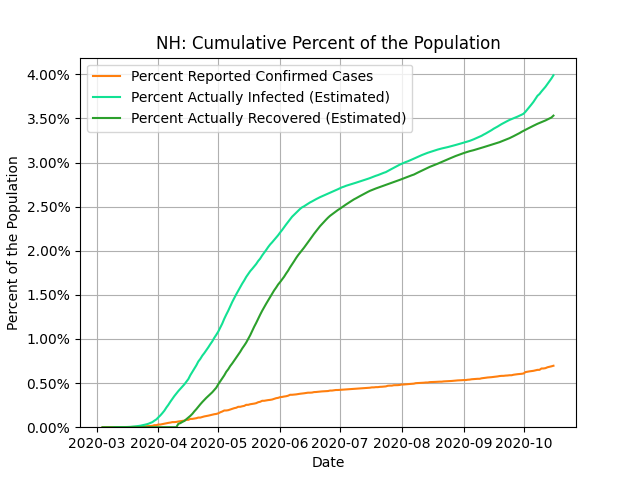 NH: Cumulative Percent of the Population
Percent Reported Confirmed Cases
Percent Actually Infected (Estimated)
Percent Actually Recovered (Estimated)
Percent of the Population
4.00%
3.50%
3.00%
2.50%
2.00%
1.50%
1.00%
0.50%
0.00%
2020-03 2020-04 2020-05 2020-06 2020-07 2020-08 2020-09 2020-10
Date